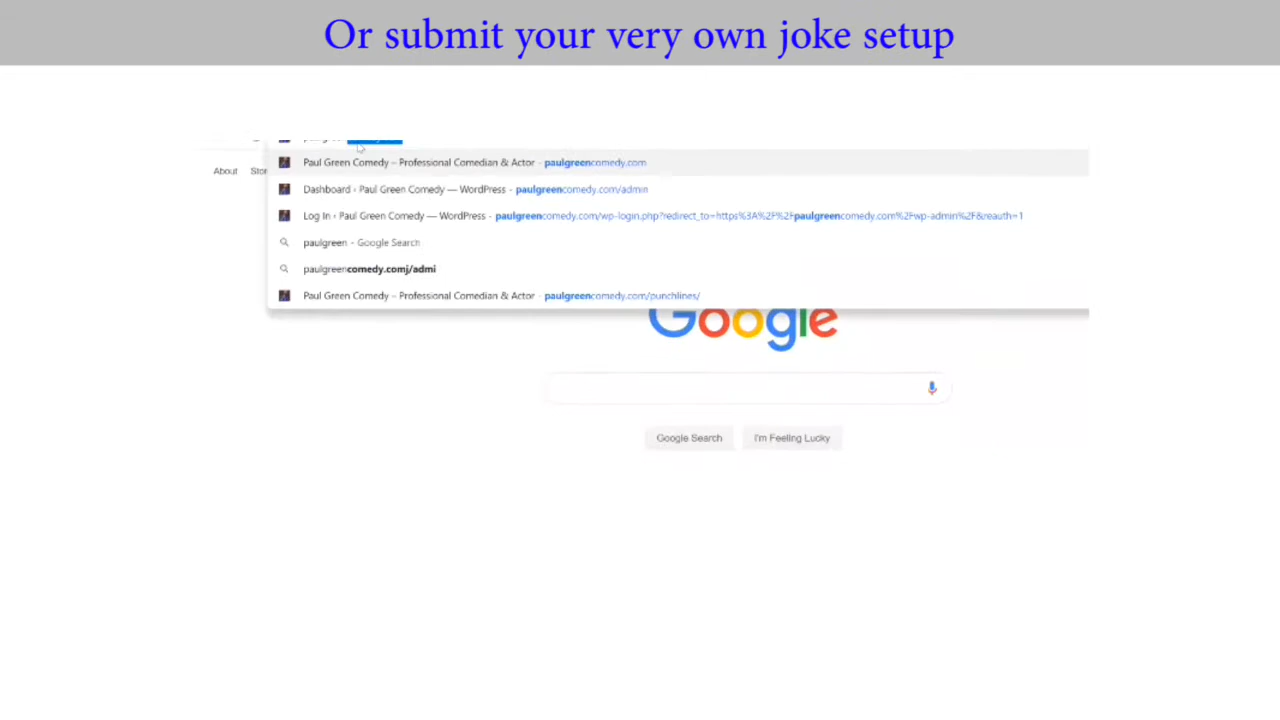 Or submit your very own joke setup
About
Paul Green Comedy – Professional Comedian & Actor - paulgreencomedy.com
Dashboard › Paul Green Comedy — WordPress - paulgreencomedy.com/admin
Log In › Paul Green Comedy — WordPress - paulgreencomedy.com/wp-login.php?redirect_to=https%3A%2F%2Fpaulgreencomedy.com%2Fwp-admin%2F&reauth=1
paulgreen - Google Search
paulgreencomedy.comj/admi
Paul Green Comedy – Professional Comedian & Actor - paulgreencomedy.com/punchlines/
Google
Google Search
I'm Feeling Lucky